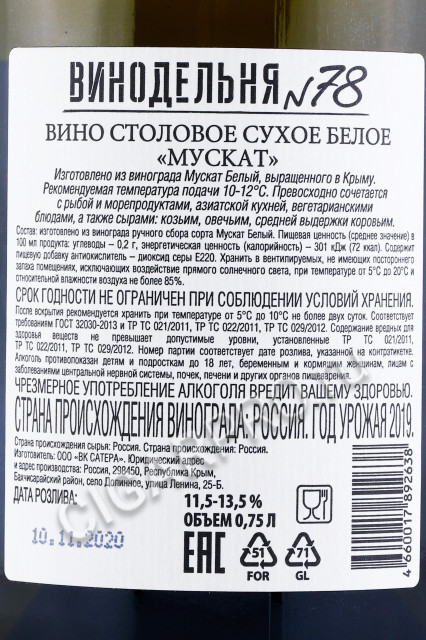 ВИНОДЕЛЬНЯ N78
ВИНО СТОЛОВОЕ СУХОЕ БЕЛОЕ
«МУСКАТ»
Изготовлено из винограда Мускат Белый, выращенного в Крыму.
Рекомендуемая температура подачи 10-12°С. Превосходно сочетается
с рыбой и морепродуктами, азиатской кухней, вегетарианскими
блюдами, а также сырами: козьим, овечьим, средней выдержки коровьим.
Состав: изготовлено из винограда ручного сбора сорта Мускат Белый. Пищевая ценность (среднее значение) в
100 мл продукта: углеводы – 0,2 г, энергетическая ценность (калорийность) – 301 кДж (72 ккал). Содержит
пищевую добавку антиокислитель – диоксид серы Е220. Хранить в вентилируемых, не имеющих постороннего
запаха помещениях, исключающих воздействие прямого солнечного света, при температуре от 5°С до 20°С и
относительной влажности воздуха не более 85%.
СРОК ГОДНОСТИ НЕ ОГРАНИЧЕН ПРИ СОБЛЮДЕНИИ УСЛОВИЙ ХРАНЕНИЯ.
После вскрытия рекомендуется хранить при температуре от 5°С до 10°С не более двух суток. Соответствует
требованиям ГОСТ 32030-2013 и ТР ТС 021/2011, ТР ТС 022/2011, ТР ТС 029/2012. Содержание вредных для
здоровья веществ не превышает допустимые уровни, установленные ТР ТС 021/2011,
ТР ТС 022/2011, ТР ТС 029/2012. Номер партии соответствует дате розлива, указанной на контрэтикетке.
Алкоголь противопоказан детям и подросткам до 18 лет, беременным и кормящим женщинам, лицам с
заболеваниями центральной нервной системы, почек, печени и других органов пищеварения.
ЧРЕЗМЕРНОЕ УПОТРЕБЛЕНИЕ АЛКОГОЛЯ ВРЕДИТ ВАШЕМУ ЗДОРОВЬЮ.
СТРАНА ПРОИСХОЖДЕНИЯ ВИНОГРАДА: РОССИЯ. ГОД УРОЖАЯ 2019.
Страна происхождения сырья: Россия. Страна происхождения: Россия.
Изготовитель: ООО «ВК САТЕРА». Юридический адрес
и адрес производства: Россия, 298450, Республика Крым,
Бахчисарайский район, село Долинное, улица Ленина, 25-Б.
ДАТА РОЗЛИВА:
10.11.2020
11,5-13,5 %
ОБЪЕМ 0,75 Л
ЕАС
51
FOR
71
GL
4660017892638